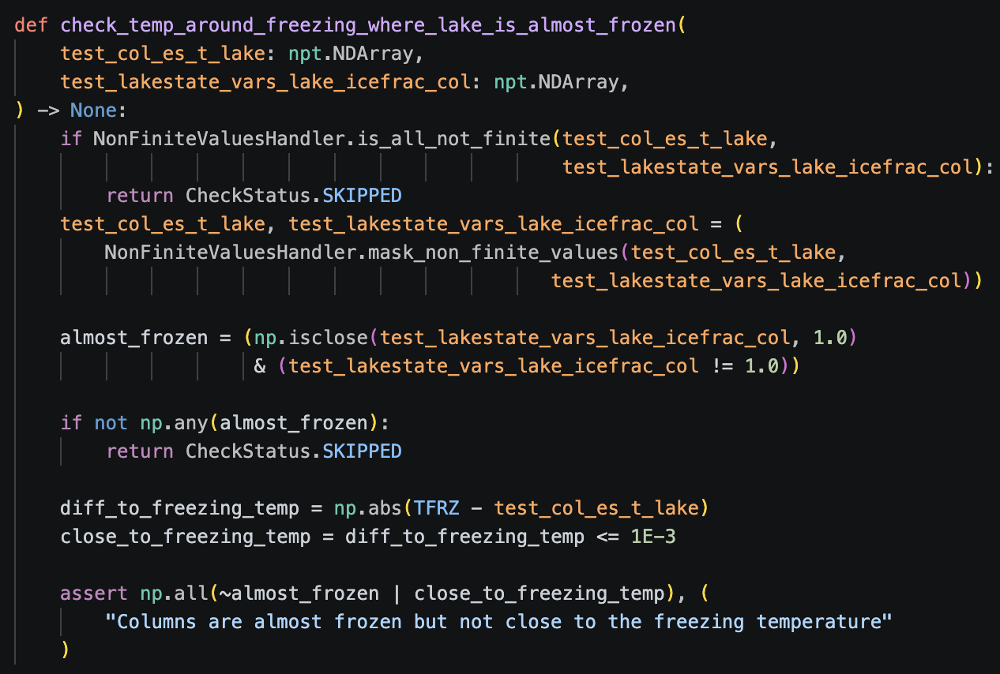 def check_temp_around_freezing_where_lake_is_almost_frozen(
    test_col_es_t_lake: npt.NDArray,
    test_lakestate_vars_lake_icefrac_col: npt.NDArray,
) -> None:
    if NonFiniteValuesHandler.is_all_not_finite(test_col_es_t_lake,
                                                test_lakestate_vars_lake_icefrac_col):
        return CheckStatus.SKIPPED
    test_col_es_t_lake, test_lakestate_vars_lake_icefrac_col = (
        NonFiniteValuesHandler.mask_non_finite_values(test_col_es_t_lake,
                                               test_lakestate_vars_lake_icefrac_col))

    almost_frozen = (np.isclose(test_lakestate_vars_lake_icefrac_col, 1.0)
                     & (test_lakestate_vars_lake_icefrac_col != 1.0))

    if not np.any(almost_frozen):
        return CheckStatus.SKIPPED

    diff_to_freezing_temp = np.abs(TFRZ - test_col_es_t_lake)
    close_to_freezing_temp = diff_to_freezing_temp <= 1E-3

    assert np.all(~almost_frozen | close_to_freezing_temp), (
        "Columns are almost frozen but not close to the freezing temperature"
    )